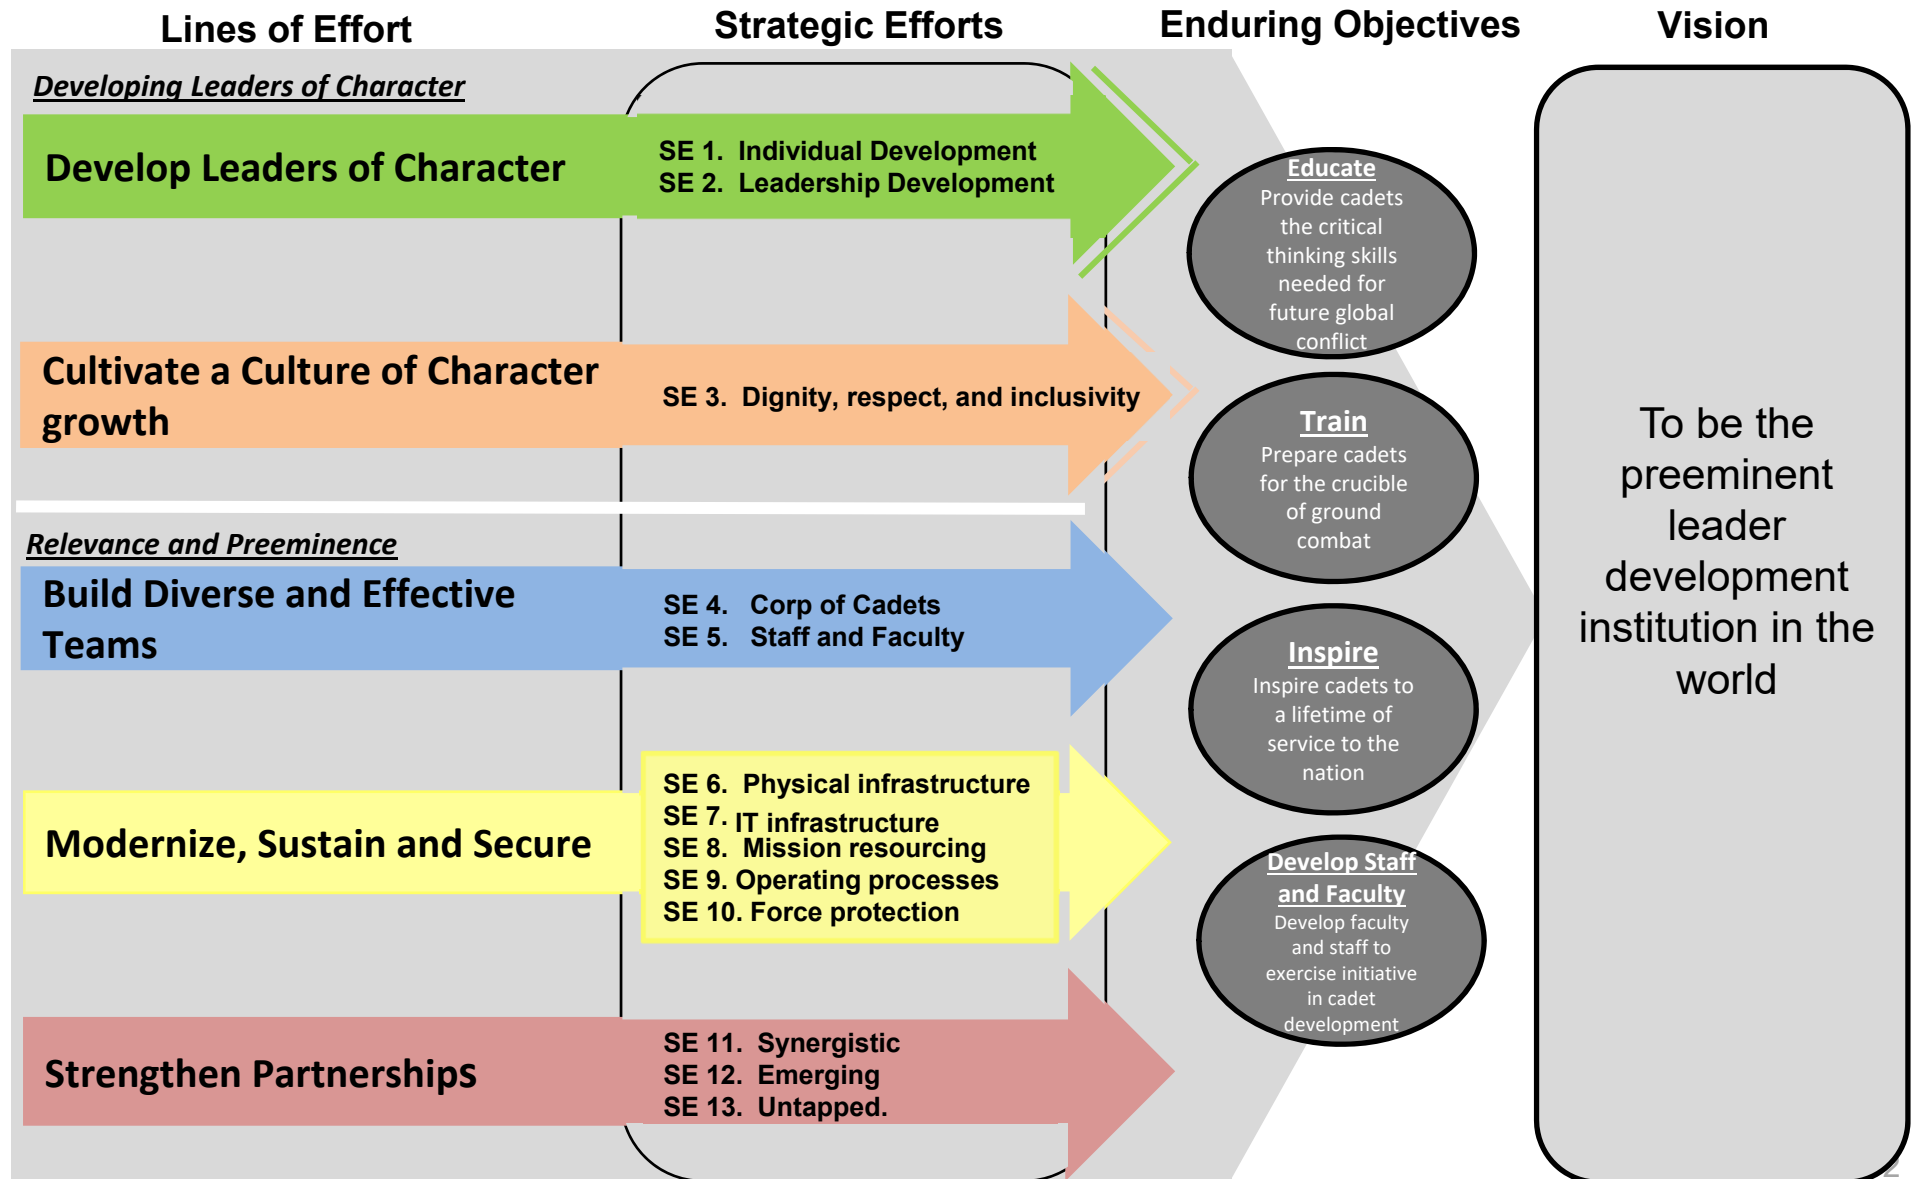 Lines of Effort
Strategic Efforts
Enduring Objectives
Vision
Developing Leaders of Character
Develop Leaders of Character
SE 1.  Individual Development
SE 2.  Leadership Development
Cultivate a Culture of Character
growth
SE 3.  Dignity, respect, and inclusivity
Relevance and Preeminence
Build Diverse and Effective
Teams
SE 4.   Corp of Cadets
SE 5.   Staff and Faculty
Modernize, Sustain and Secure
SE 6.  Physical infrastructure
SE 7. IT infrastructure
SE 8.  Mission resourcing
SE 9. Operating processes
SE 10. Force protection
Strengthen Partnerships
SE 11.  Synergistic
SE 12.  Emerging
SE 13.  Untapped.
Educate
Provide cadets
the critical
thinking skills
needed for
future global
conflict
Train
Prepare cadets
for the crucible
of ground
combat
Inspire
Inspire cadets to
a lifetime of
service to the
nation
Develop Staff
and Faculty
Develop faculty
and staff to
exercise initiative
in cadet
development
To be the
preeminent
leader
development
institution in the
world
2